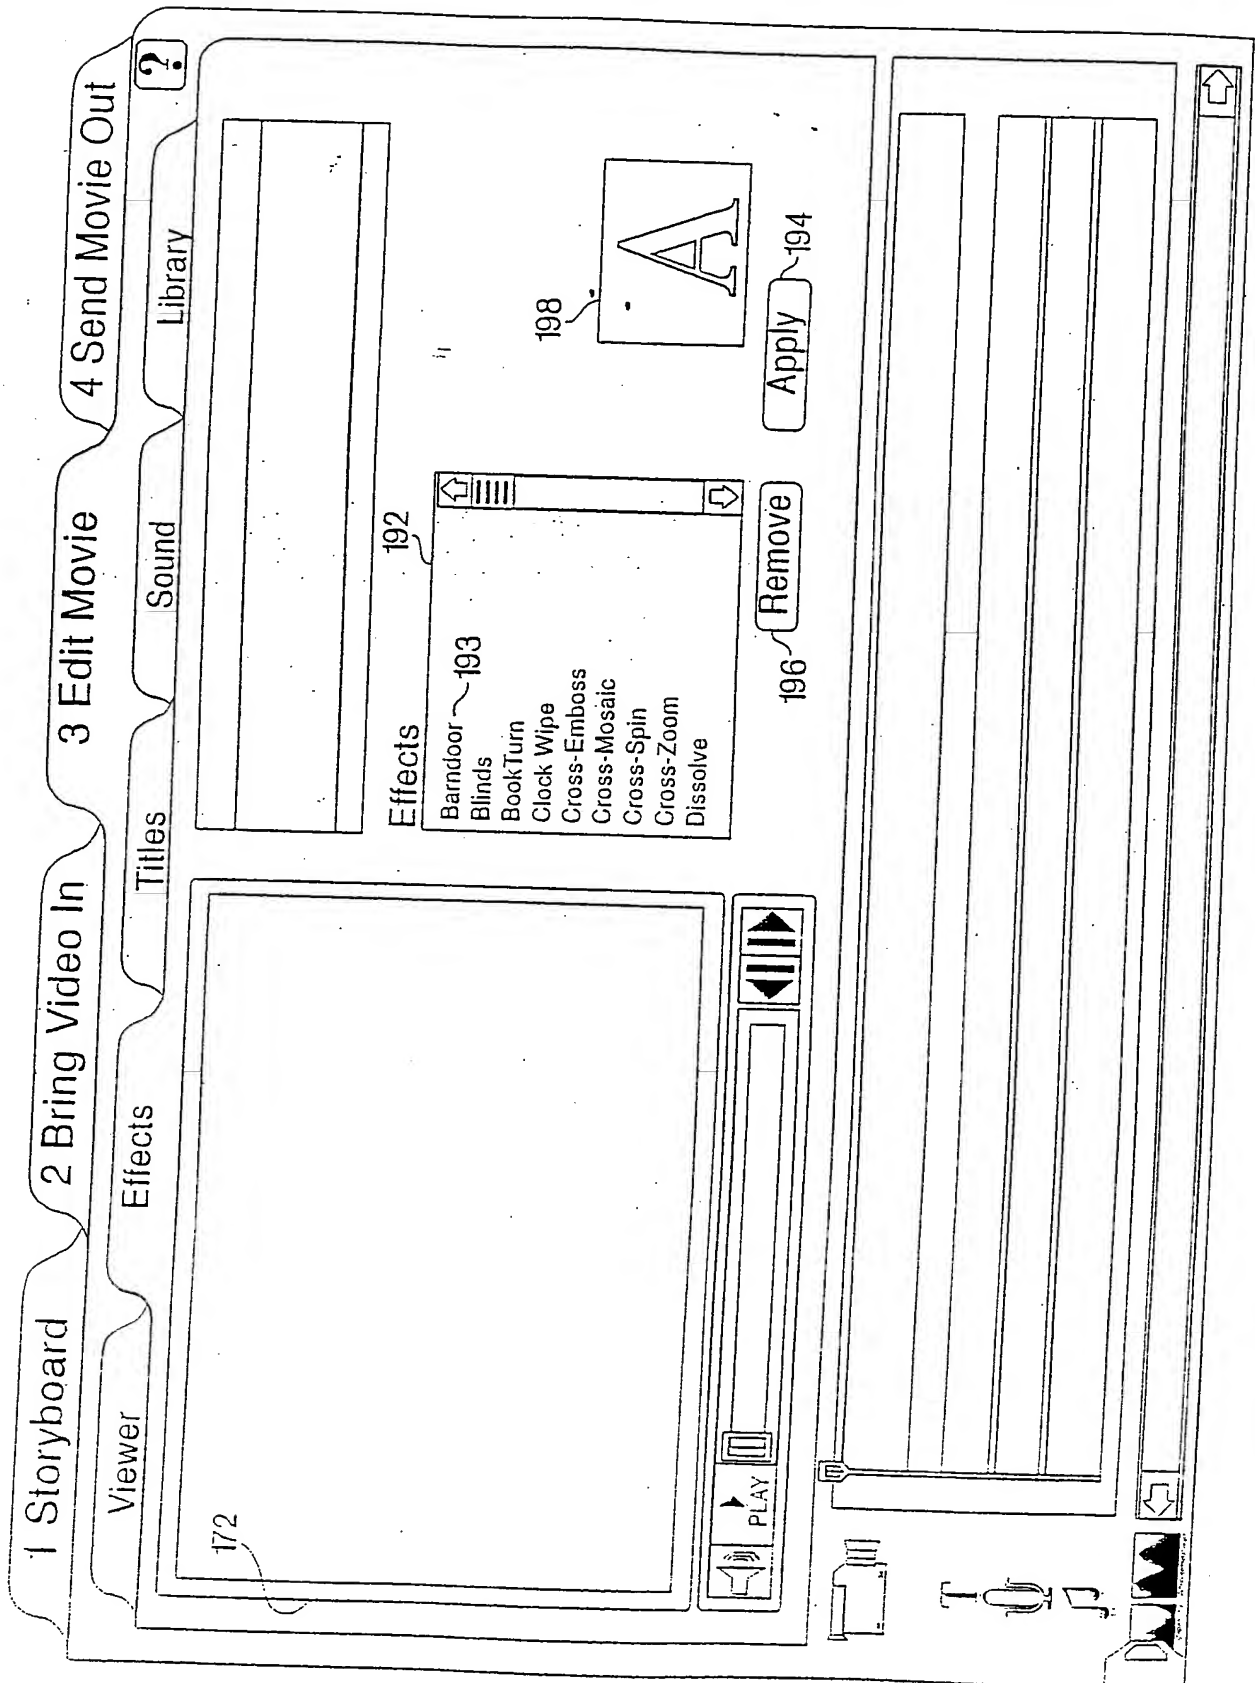 1 Storyboard
2 Bring Video In
3 Edit Movie
4 Send Movie Out
?
Viewer
Effects
Titles
Sound
Library
172
Effects
192
Barndoor
193
Blinds
BookTurn
Clock Wipe
Cross-Emboss
Cross-Mosaic
Cross-Spin
Cross-Zoom
Dissolve
198
A
196
Remove
Apply
194
PLAY
T